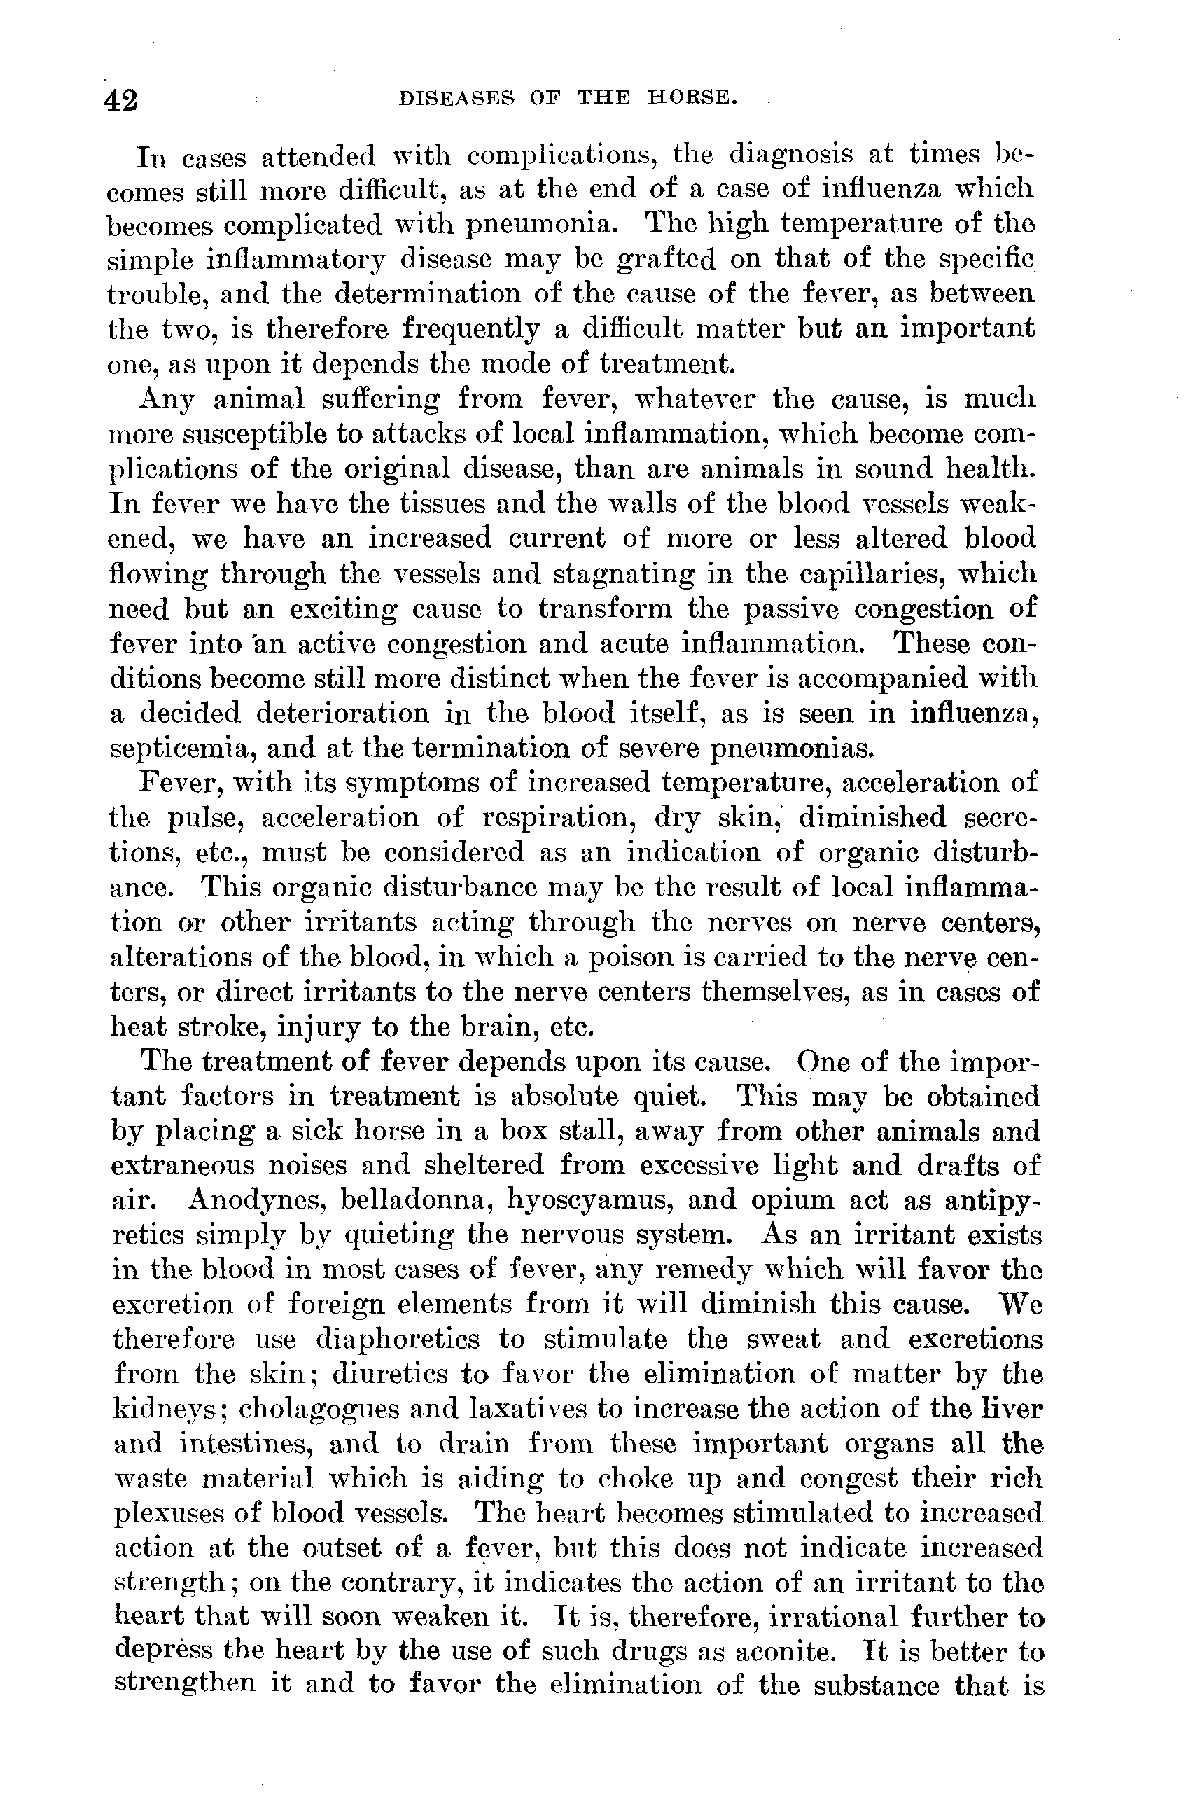 42 DISEASES OF THE HORSE.
In cases attended with complications, the diagnosis at times be-
comes still more difficult, as at the end of a case of influenza which
becomes complicated with pneumonia. The high temperature of the
simple inflammatory disease may be grafted on that of the specific
trouble, and the determination of the cause of the fever, as between
the two, is therefore frequently a difficult matter but an important
one, as upon it depends the mode of treatment.
Any animal suffering from fever, whatever the cause, is much
more susceptible to attacks of local inflammation, which become com-
plications of the original disease, than are animals in sound health.
In fever we have the tissues and the walls of the blood vessels weak-
ened, we have an increased current of more or less altered blood
flowing through the vessels and stagnating in the capillaries, which
need but an exciting cause to transform the passive congestion of
fever into an active congestion and acute inflammation. These con-
ditions become still more distinct when the fever is accompanied with
a decided deterioration in the blood itself, as is seen in influenza,
septicemia, and at the termination of severe pneumonias.
Fever, with its symptoms of increased temperature, acceleration of
the pulse, acceleration of respiration, dry skin, diminished secre-
tions, etc., must be considered as an indication of organic disturb-
ance. This organic disturbance may be the result of local inflamma-
tion or other irritants acting through the nerves on nerve centers,
alterations of the blood, in which a poison is carried to the nerve cen-
ters, or direct irritants to the nerve centers themselves, as in cases of
heat stroke, injury to the brain, etc.
The treatment of fever depends upon its cause. One of the impor-
tant factors in treatment is absolute quiet. This may be obtained
by placing a sick horse in a box stall, away from other animals and
extraneous noises and sheltered from excessive light and drafts of
air. Anodynes, belladonna, hyoscyamus, and opium act as antipy-
retics simply by quieting the nervous system. As an irritant exists
in the blood in most cases of fever, any remedy which will favor the
excretion of foreign elements from it will diminish this cause. We
therefore use diaphoretics to stimulate the sweat and excretions
from the skin; diuretics to favor the elimination of matter by the
kidneys; cholagogues and laxatives to increase the action of the liver
and intestines, and to drain from these important organs all the
waste material which is aiding to choke up and congest their rich
plexuses of blood vessels. The heart becomes stimulated to increased
action at the outset of a fever, but this does not indicate increased
strength; on the contrary, it indicates the action of an irritant to the
heart that will soon weaken it. It is, therefore, irrational further to
depress the heart by the use of such drugs as aconite. It is better to
strengthen it and to favor the elimination of the substance that is